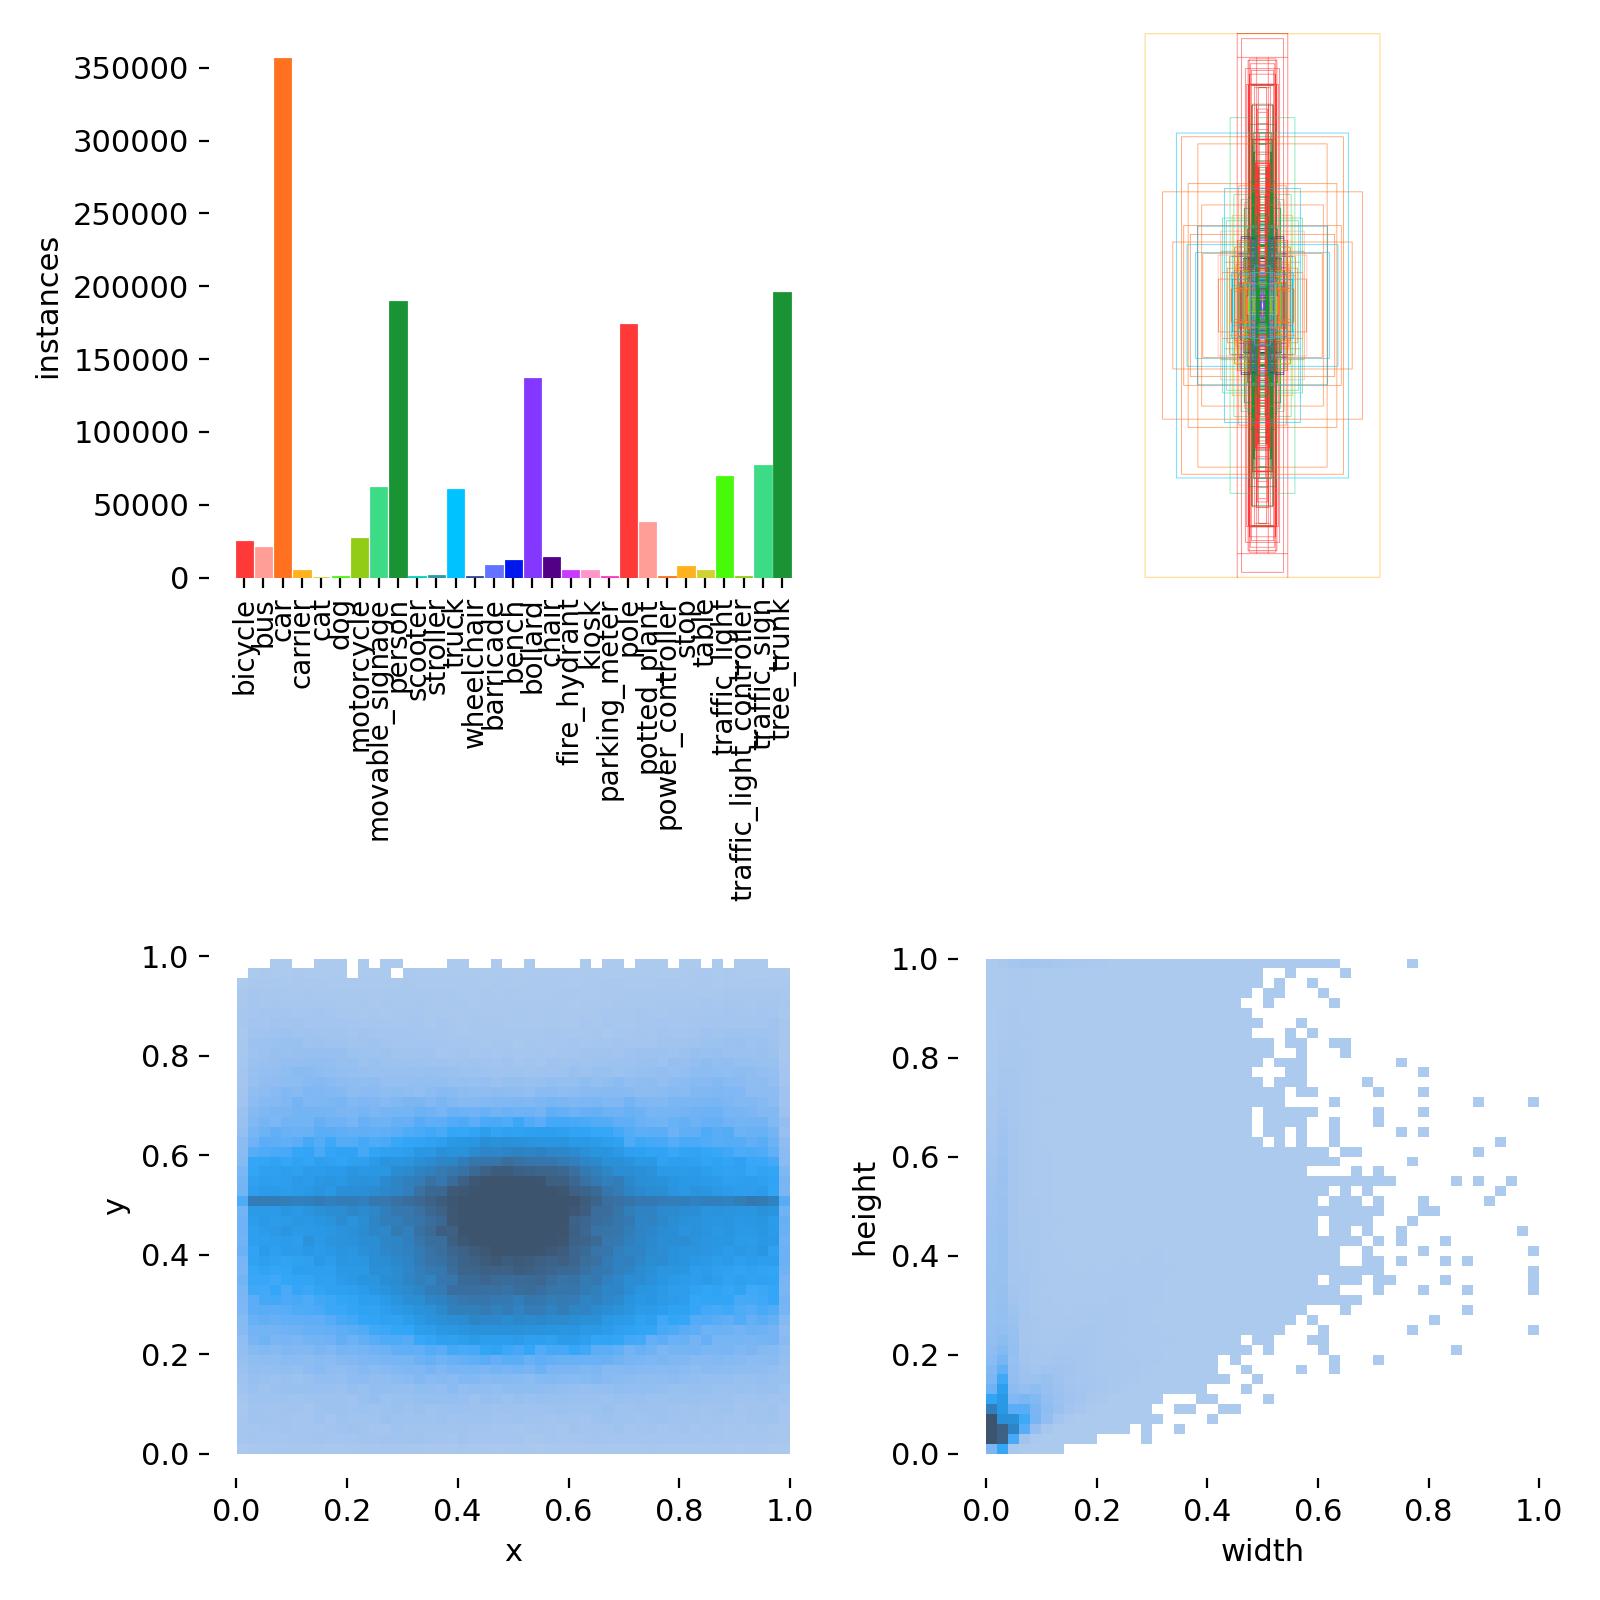 instances
350000
300000
250000
200000
150000
100000
50000
0
bicycle
bus
car
carrier
cat
dog
motorcycle
movable_signage
person
scooter
stroller
truck
wheelchair
barricade
bench
bollard
chair
fire_hydrant
kiosk
parking_meter
pole
potted_plant
power_controller
stop
table
traffic_light
traffic_light_controller
traffic_sign
tree_trunk
y
1.0
0.8
0.6
0.4
0.2
0.0
0.0 0.2 0.4 0.6 0.8 1.0
x
height
1.0
0.8
0.6
0.4
0.2
0.0
0.0 0.2 0.4 0.6 0.8 1.0
width